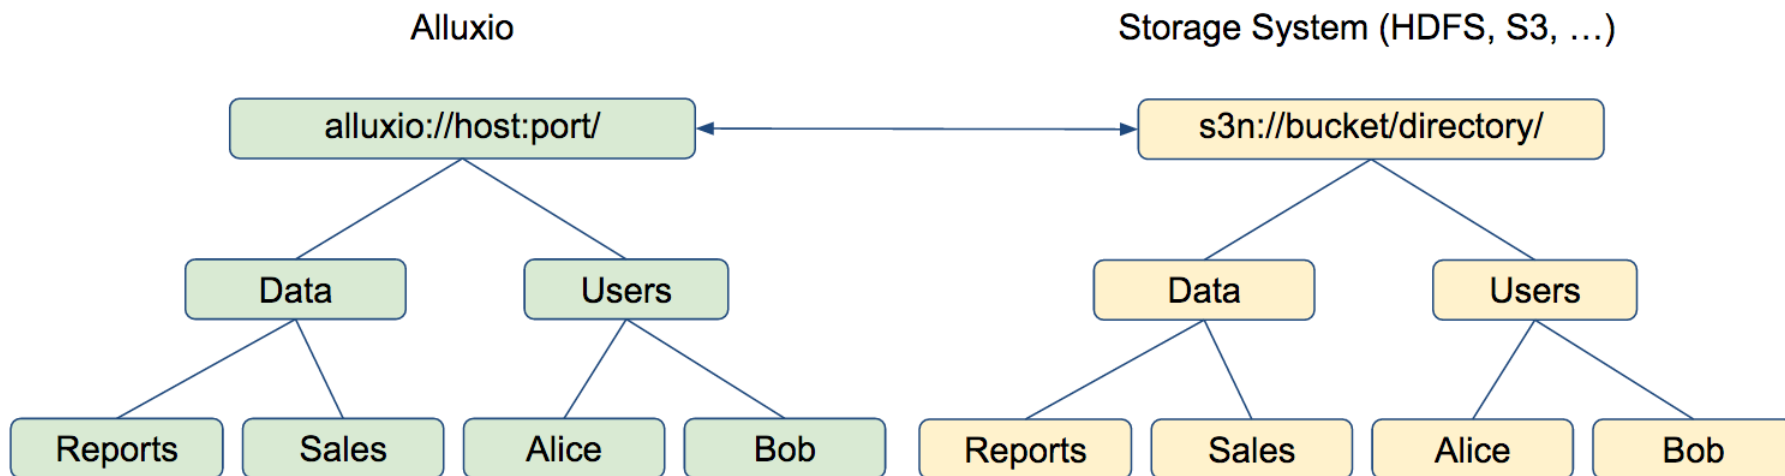 Alluxio
Storage System (HDFS, S3, …)
alluxio://host:port/
s3n://bucket/directory/
Data
Users
Data
Users
Reports
Sales
Alice
Bob
Reports
Sales
Alice
Bob